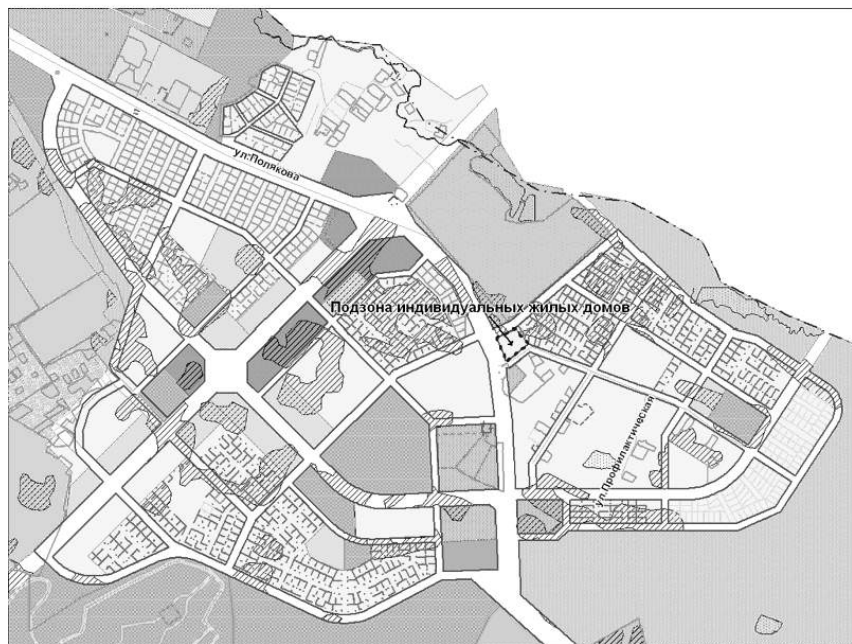 ул.Полякова
Подзона индивидуальных жилых домов
ул.Профилактическая